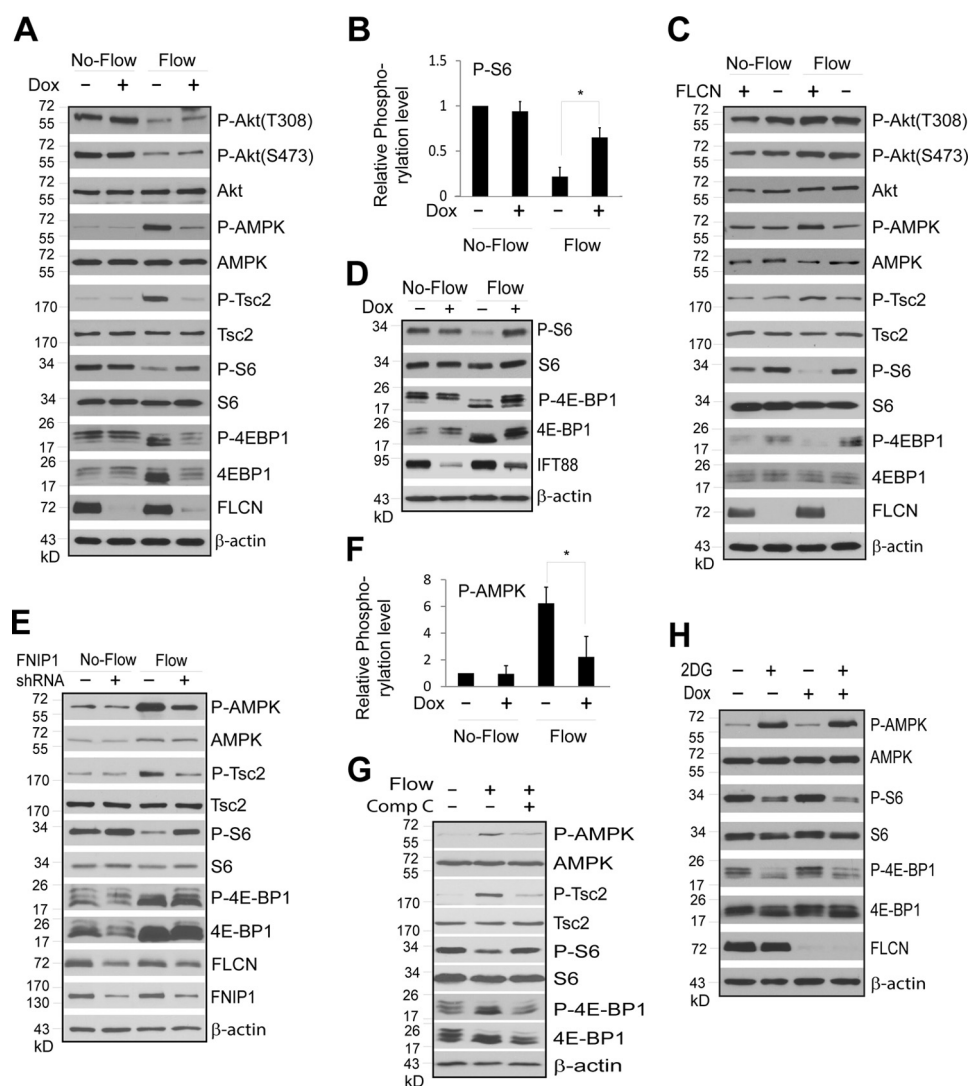 A
No-Flow Flow
Dox – + – +
72
55
P-Akt(T308)
72
55
P-Akt(S473)
72
55
Akt
72
55
P-AMPK
72
55
AMPK
170
P-Tsc2
170
Tsc2
34
P-S6
34
S6
26
17
P-4EBP1
26
17
4EBP1
72
FLCN
43
β-actin
kD
B
Relative Phospho-
rylation level
1.5
1
0.5
0
P-S6
*
Dox – + – +
No-Flow Flow
C
No-Flow Flow
FLCN + – + –
72
55
P-Akt(T308)
72
55
P-Akt(S473)
72
55
Akt
72
55
P-AMPK
72
55
AMPK
170
P-Tsc2
170
Tsc2
34
P-S6
34
S6
26
17
P-4EBP1
26
17
4EBP1
72
FLCN
43
β-actin
kD
D
No-Flow Flow
Dox – + – +
34
P-S6
34
S6
26
17
P-4E-BP1
26
17
4E-BP1
95
IFT88
43
β-actin
kD
E
FNIP1 No-Flow Flow
shRNA – + – +
72
55
P-AMPK
72
55
AMPK
170
P-Tsc2
170
Tsc2
34
P-S6
34
S6
26
17
P-4E-BP1
26
17
4E-BP1
72
FLCN
170
130
FNIP1
43
β-actin
kD
F
Relative Phospho-
rylation level
8
6
4
2
0
P-AMPK
*
Dox – + – +
No-Flow Flow
G
Flow – + +
Comp C – – +
72
55
P-AMPK
72
55
AMPK
170
P-Tsc2
170
Tsc2
34
P-S6
34
S6
26
17
P-4E-BP1
26
17
4E-BP1
43
β-actin
kD
H
2DG – + – +
Dox – – + +
72
55
P-AMPK
72
55
AMPK
34
P-S6
34
S6
26
17
P-4E-BP1
26
17
4E-BP1
72
FLCN
43
β-actin
kD